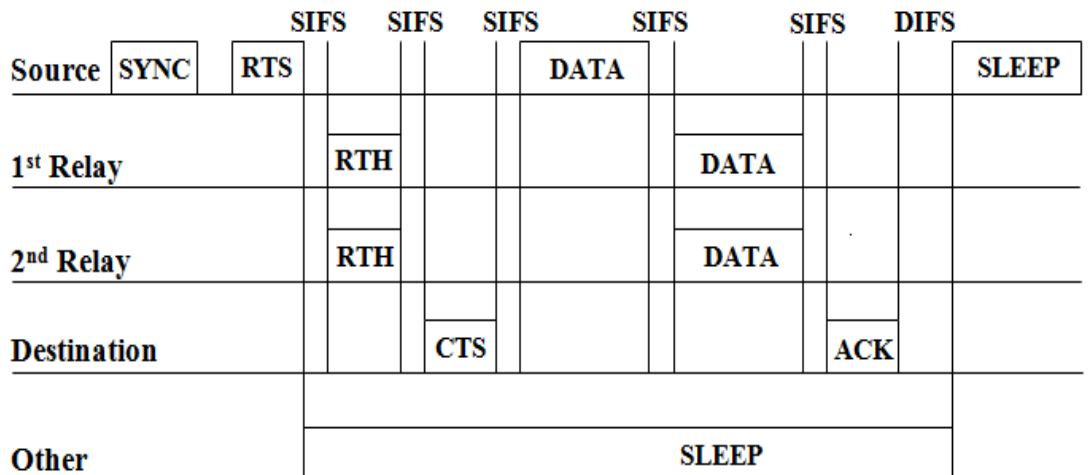 SIFS SIFS SIFS SIFS SIFS DIFS
Source SYNC RTS DATA SLEEP
1st Relay RTH DATA
2nd Relay RTH DATA
Destination CTS ACK
Other SLEEP